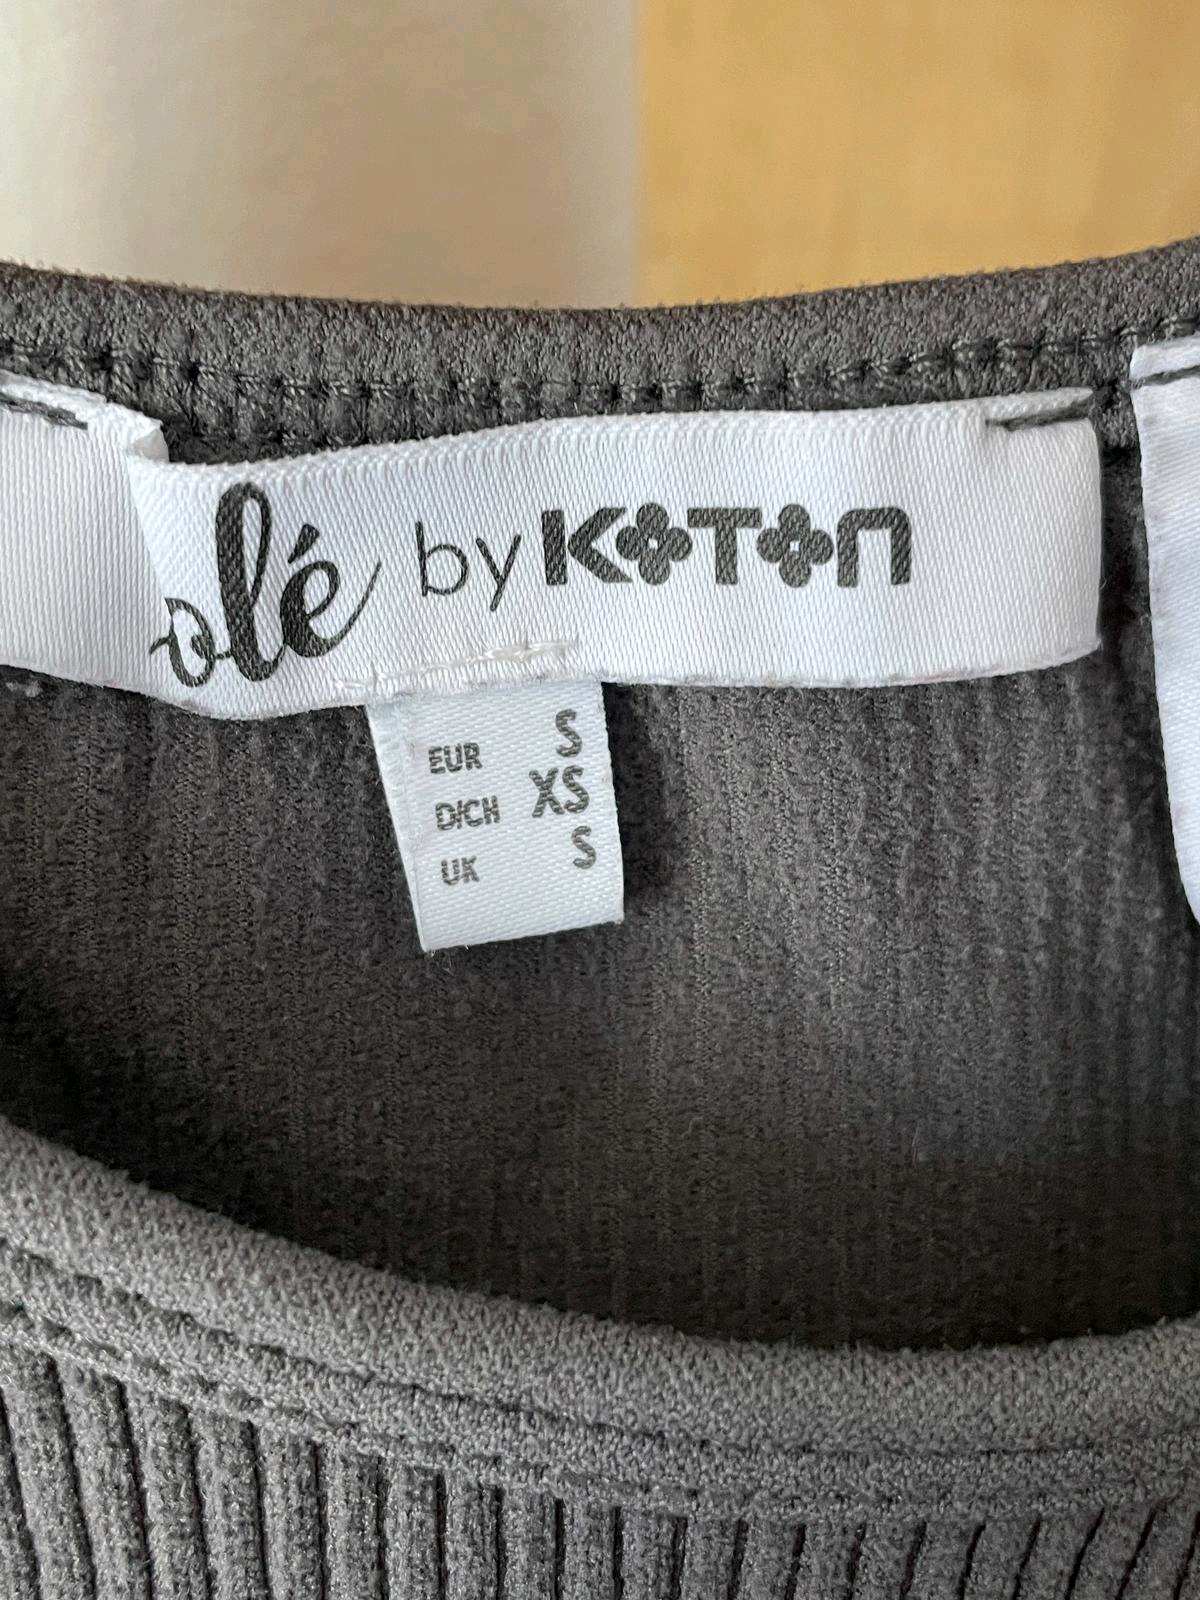 olé by KOTON
EUR S
D/CH XS
UK S